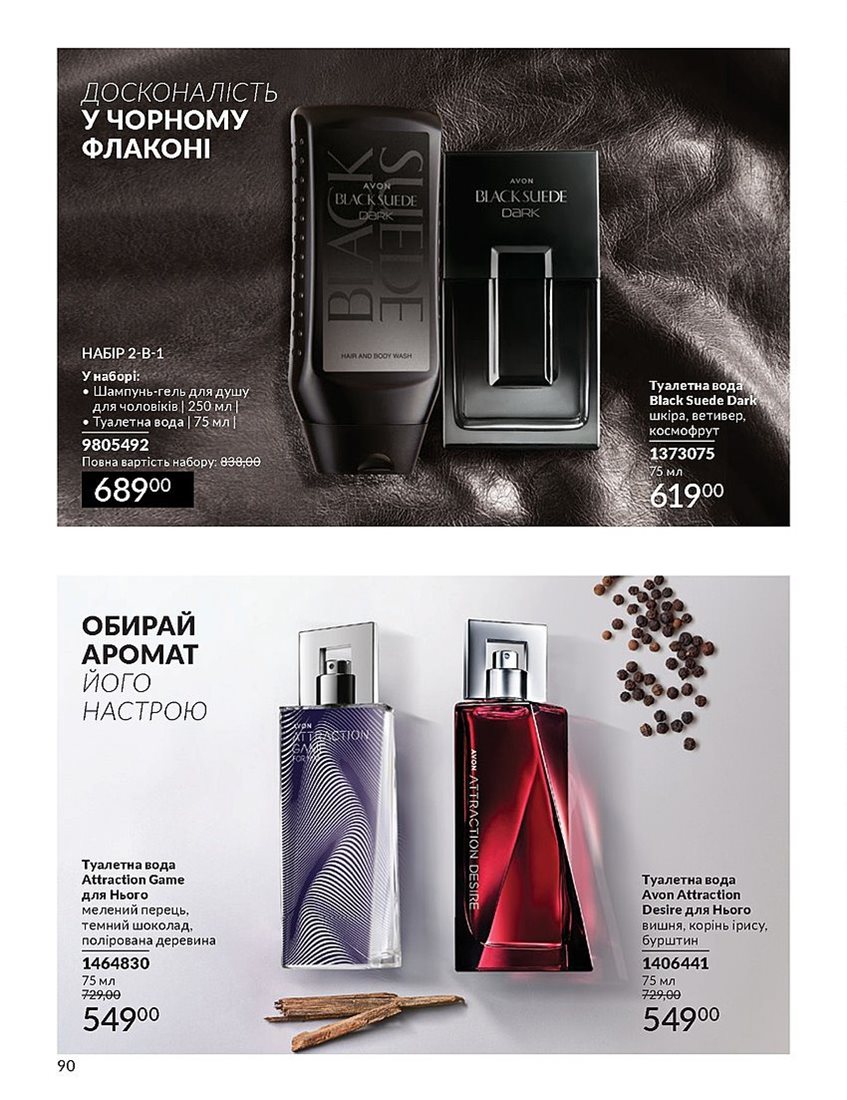 ДОСКОНАЛІСТЬ
У ЧОРНОМУ
ФЛАКОНІ
BLACK
SUEDE
AVON
BLACK SUEDE
DARK
HAIR AND BODY WASH
AVON
BLACK SUEDE
DARK
НАБІР 2-В-1
У наборі:
• Шампунь-гель для душу
для чоловіків | 250 мл |
• Туалетна вода | 75 мл |
9805492
Повна вартість набору: 838,00
689⁰⁰
Туалетна вода
Black Suede Dark
шкіра, ветивер,
космофрут
1373075
75 мл
619⁰⁰
ОБИРАЙ
АРОМАТ
ЙОГО
НАСТРОЮ
AVON
ATTRACTION
GAME
AVON ATTRACTION DESIRE
Туалетна вода
Attraction Game
для Нього
мелений перець,
темний шоколад,
полірована деревина
1464830
75 мл
729,00
549⁰⁰
Туалетна вода
Avon Attraction
Desire для Нього
вишня, корінь ірису,
бурштин
1406441
75 мл
729,00
549⁰⁰
90